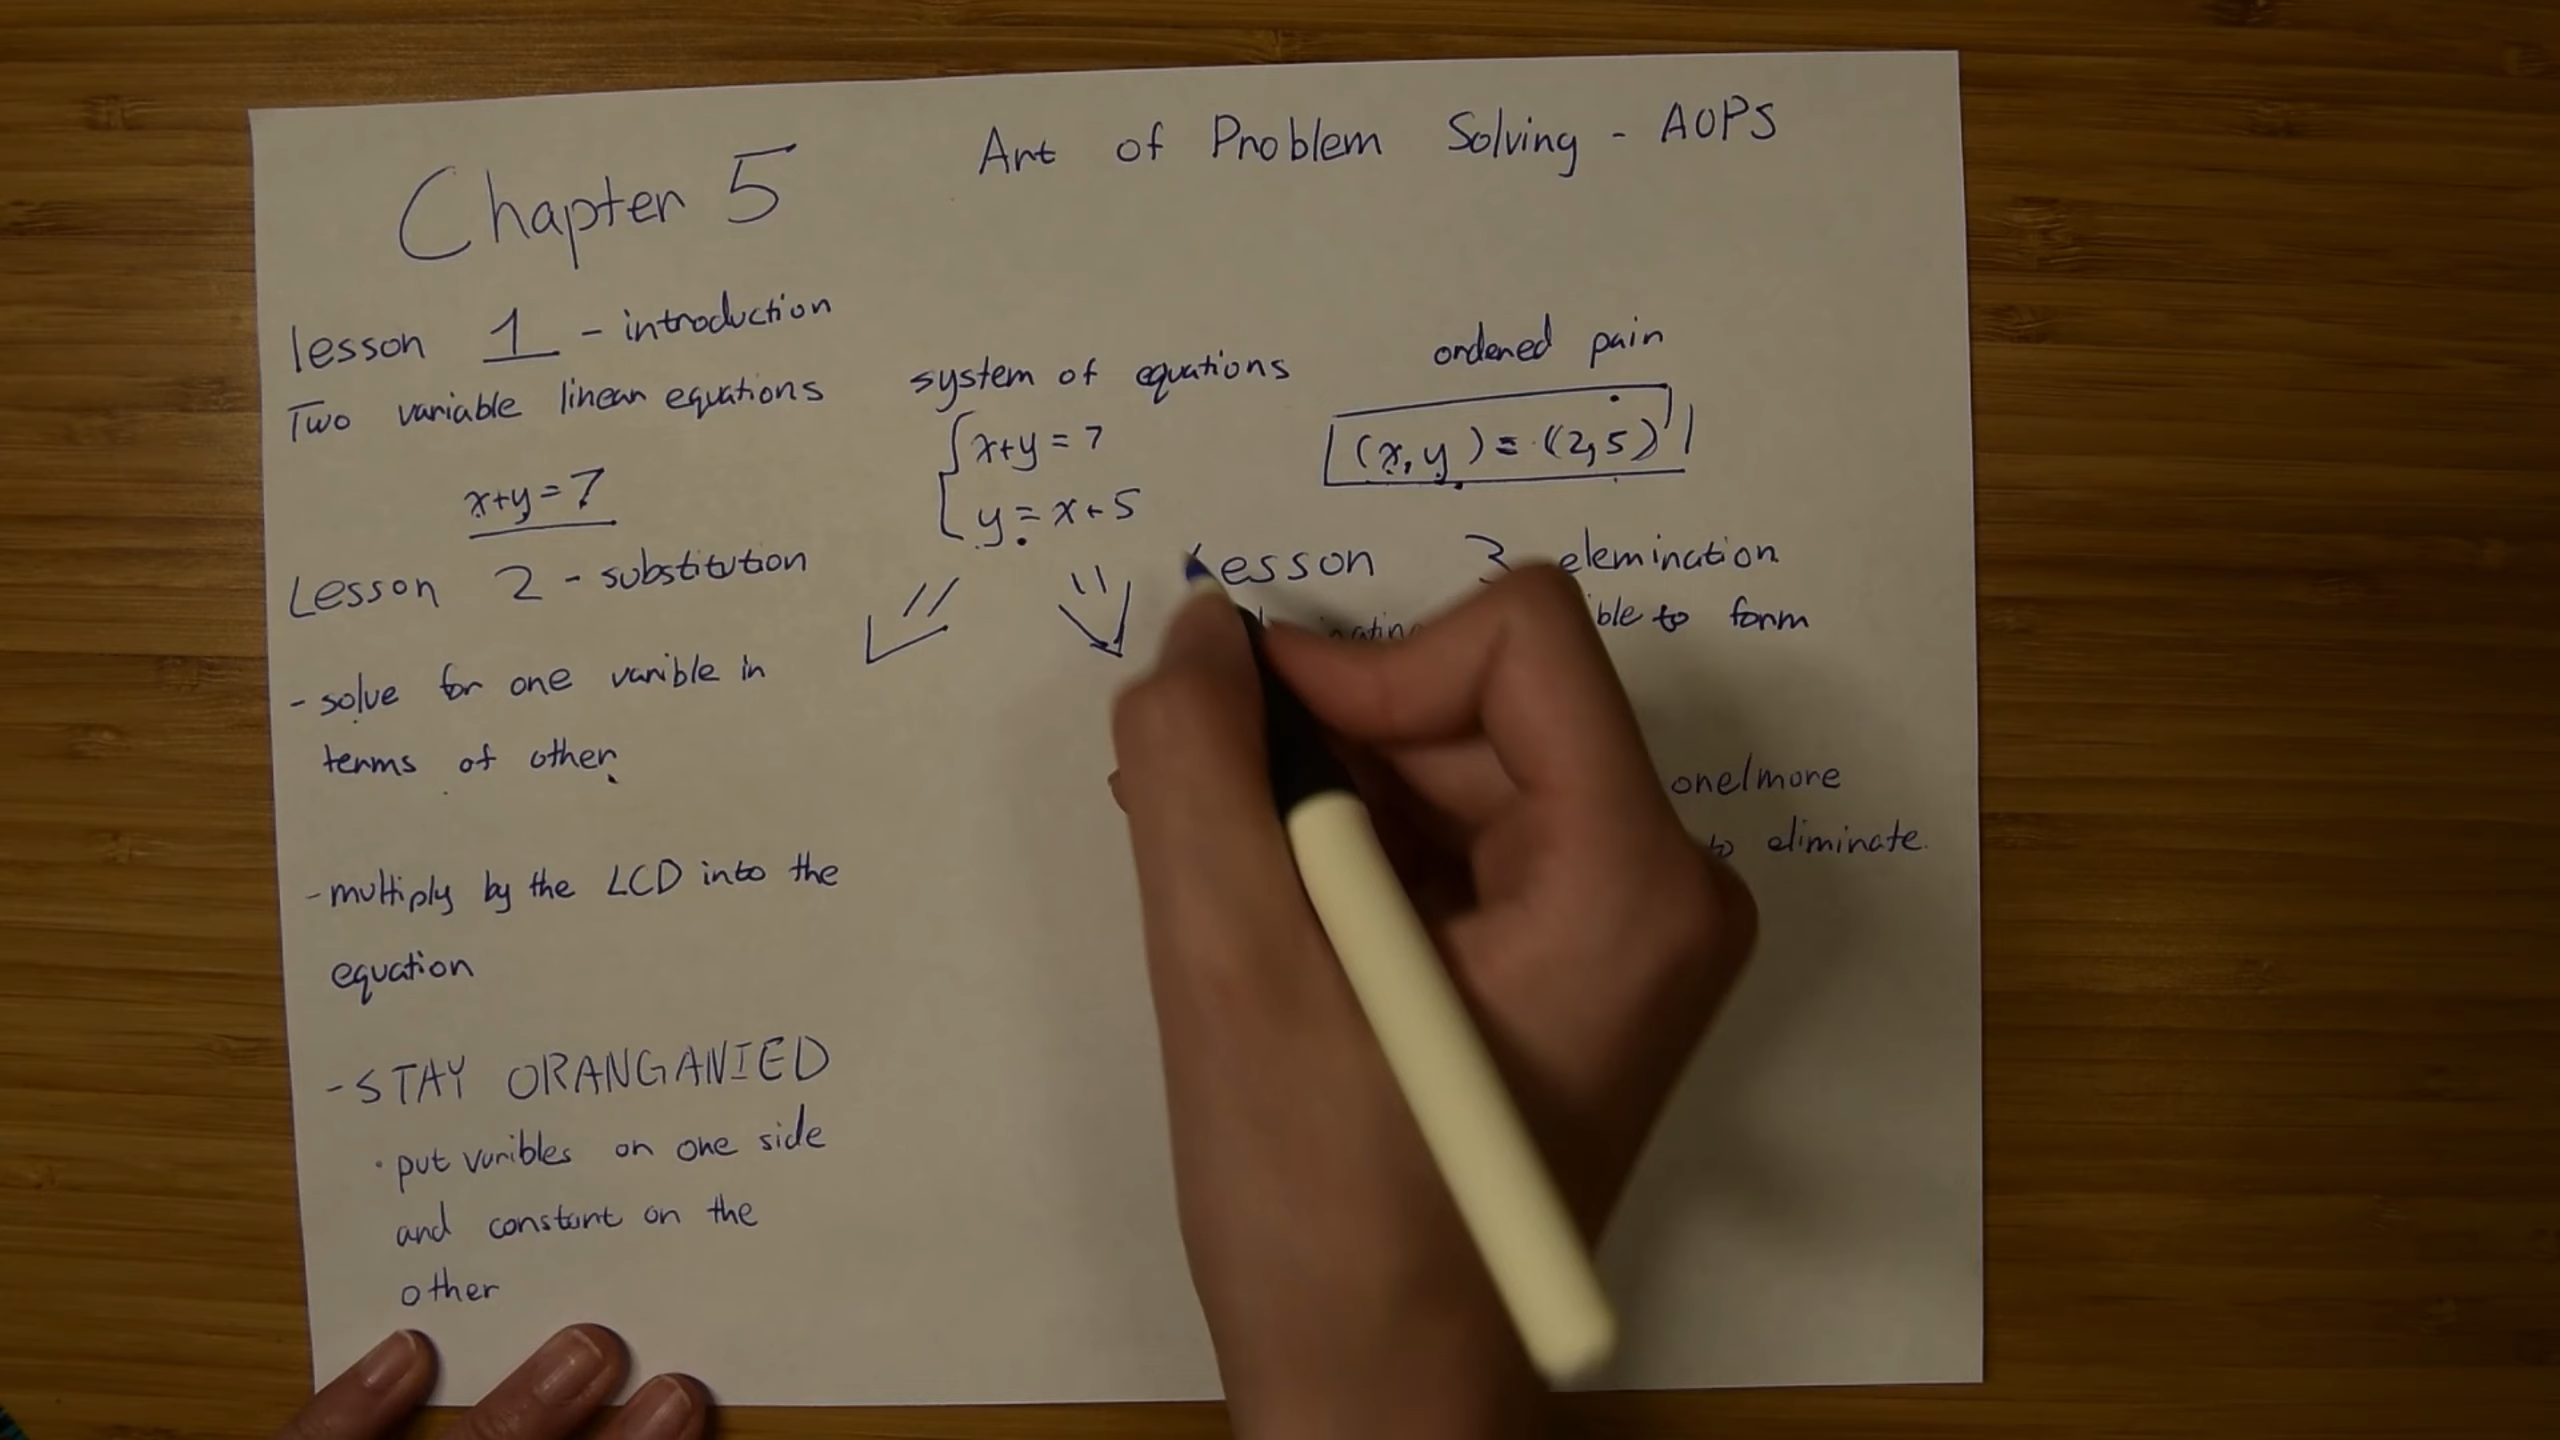 Chapter 5
Art of Problem Solving - AOPS
lesson 1 - introduction
Two variable linear equations
x+y=7
system of equations
x+y=7
y=x+5
ordered pair
(x,y)=(2,5)
Lesson 2 - substitution
- solve for one varible in
terms of other
- multiply by the LCD into the
equation
- STAY ORANGANIED
· put varibles on one side
and constant on the
other
Lesson 3 elemination
to form
one/more
to eliminate.